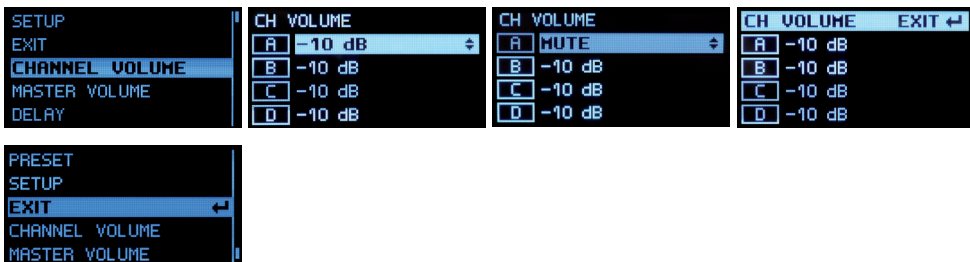 SETUP
EXIT
CHANNEL VOLUME
MASTER VOLUME
DELAY
CH VOLUME
A -10 dB
B -10 dB
C -10 dB
D -10 dB
CH VOLUME
A MUTE
B -10 dB
C -10 dB
D -10 dB
CH VOLUME EXIT ↵
A -10 dB
B -10 dB
C -10 dB
D -10 dB
PRESET
SETUP
EXIT ↵
CHANNEL VOLUME
MASTER VOLUME